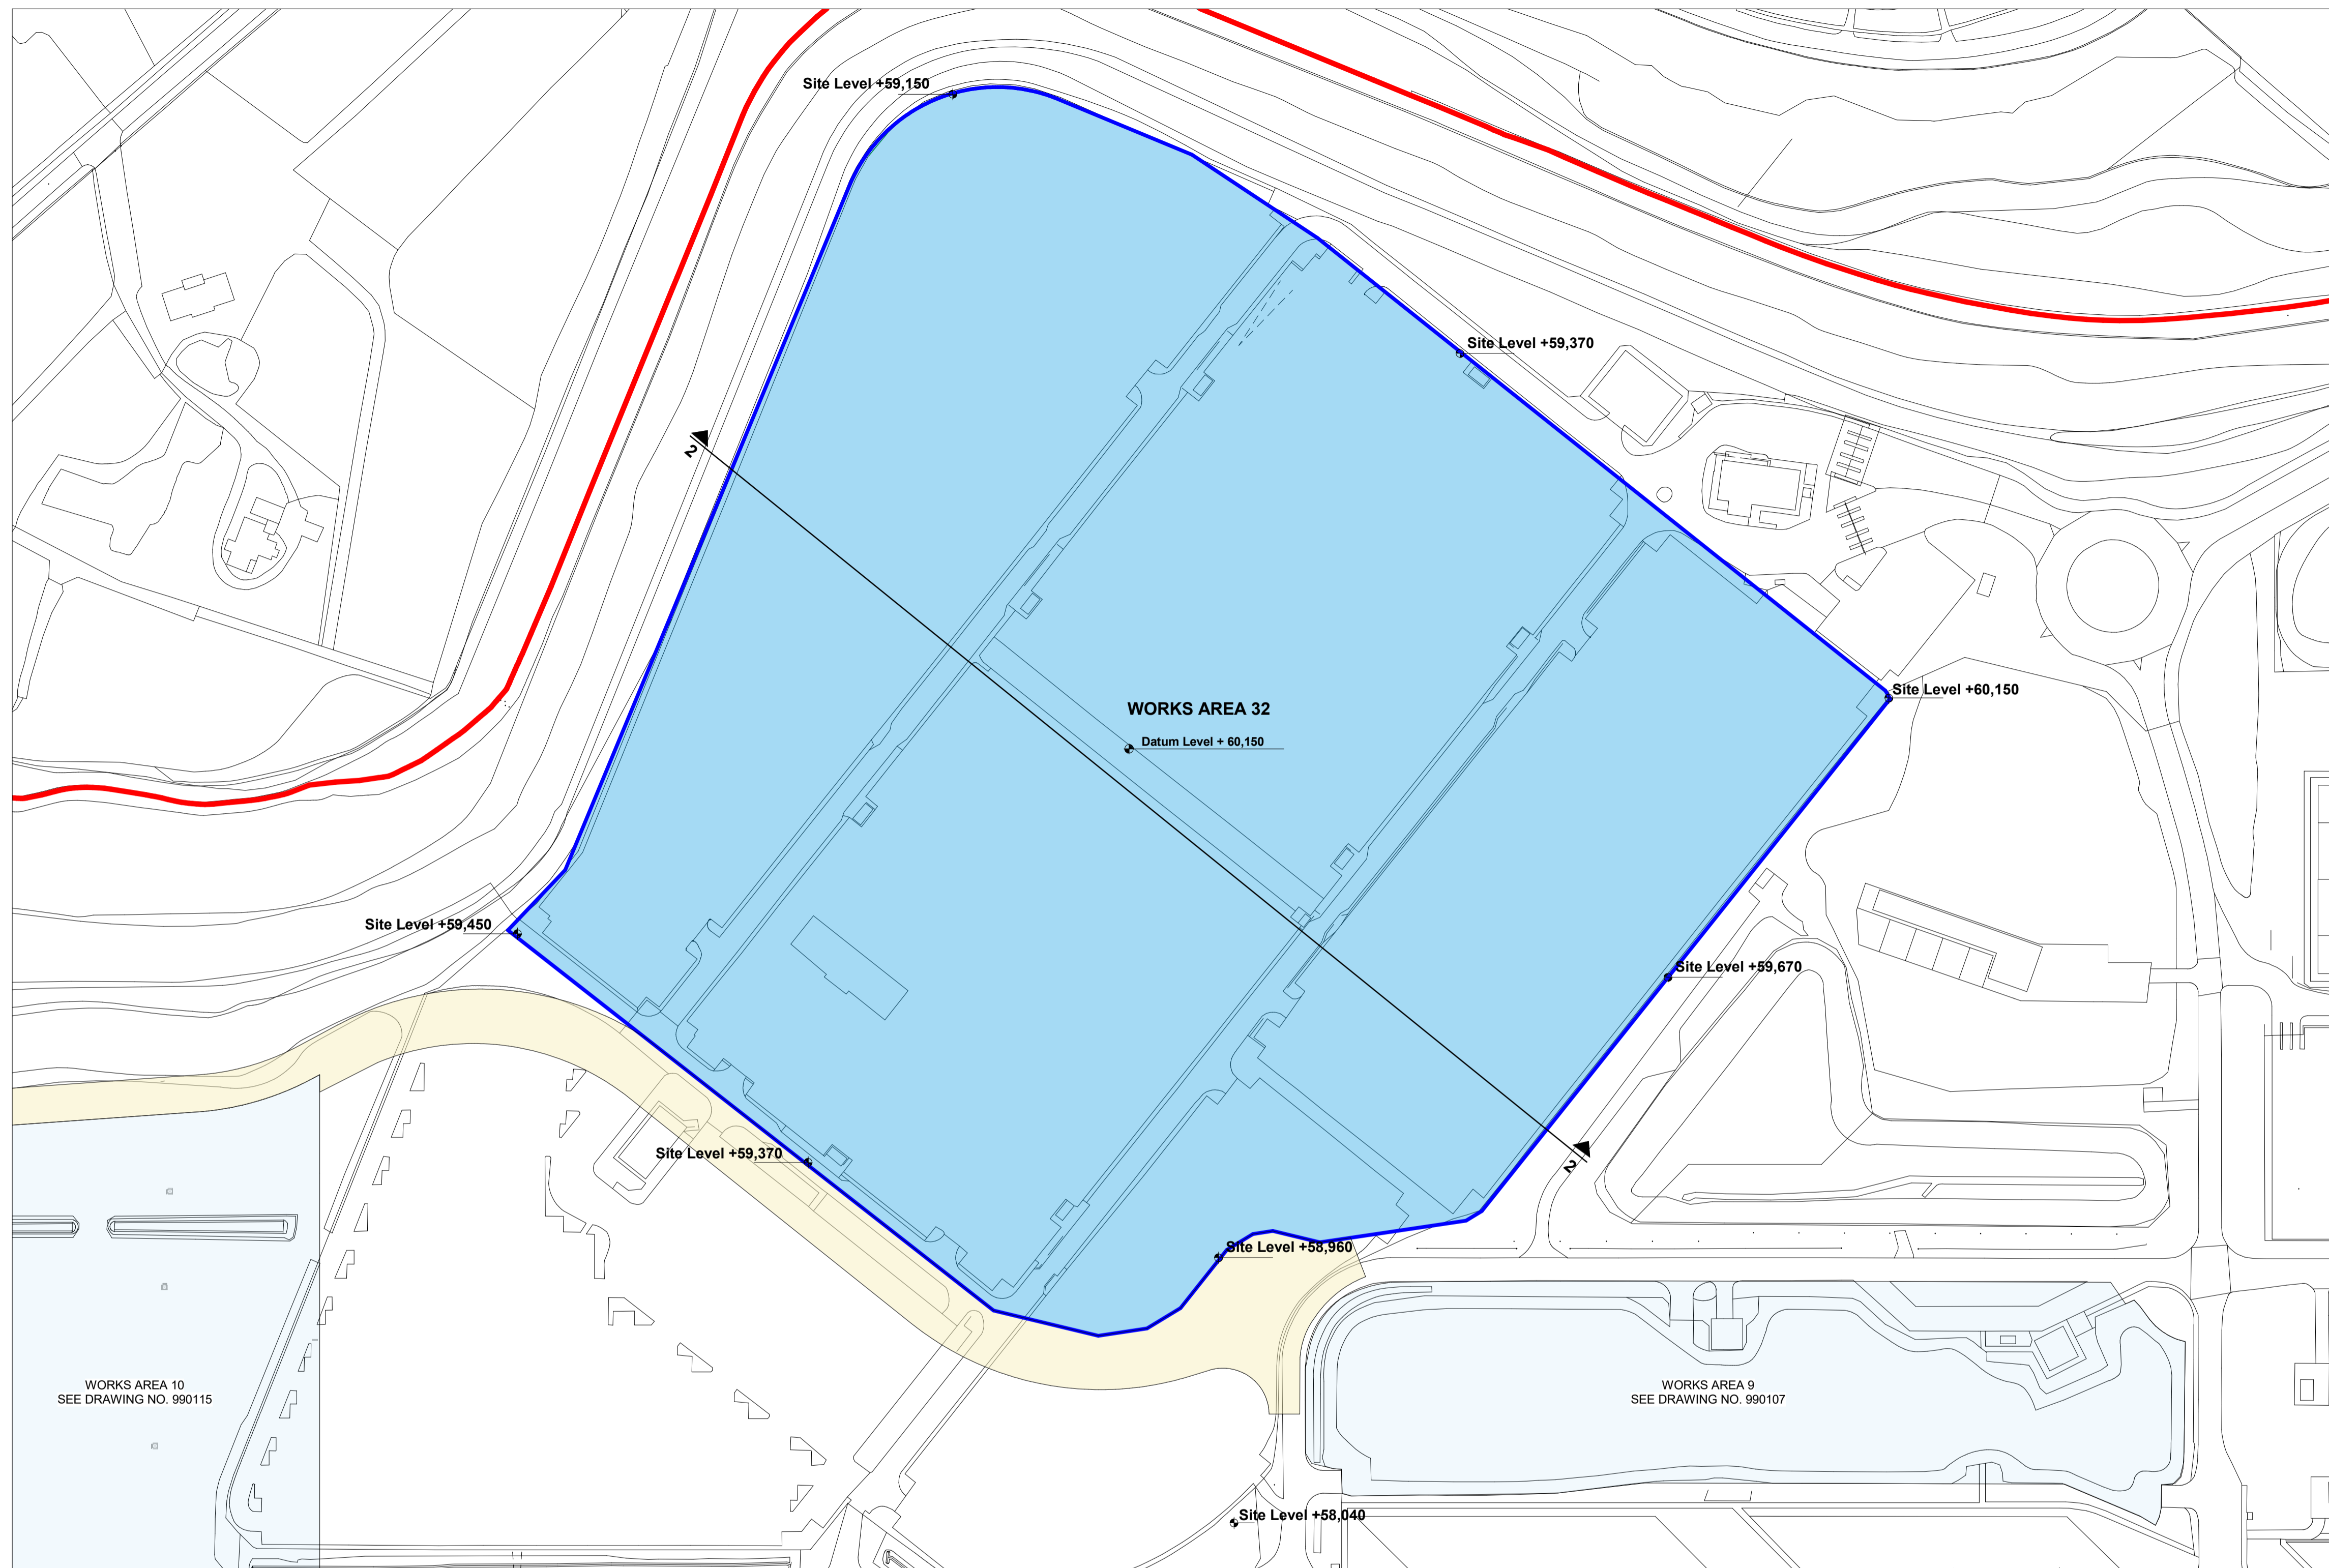 Site Level +59,150
Site Level +59,370
2
Site Level +60,150
WORKS AREA 32
Datum Level + 60,150
Site Level +59,450
Site Level +59,670
Site Level +59,370
2
Site Level +58,960
WORKS AREA 10
SEE DRAWING NO. 990115
WORKS AREA 9
SEE DRAWING NO. 990107
Site Level +58,040